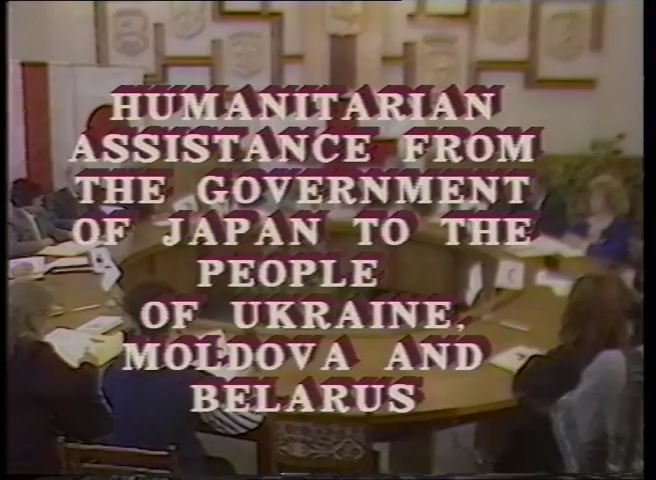 HUMANITARIAN
ASSISTANCE FROM
THE GOVERNMENT
OF JAPAN TO THE
PEOPLE
OF UKRAINE,
MOLDOVA AND
BELARUS